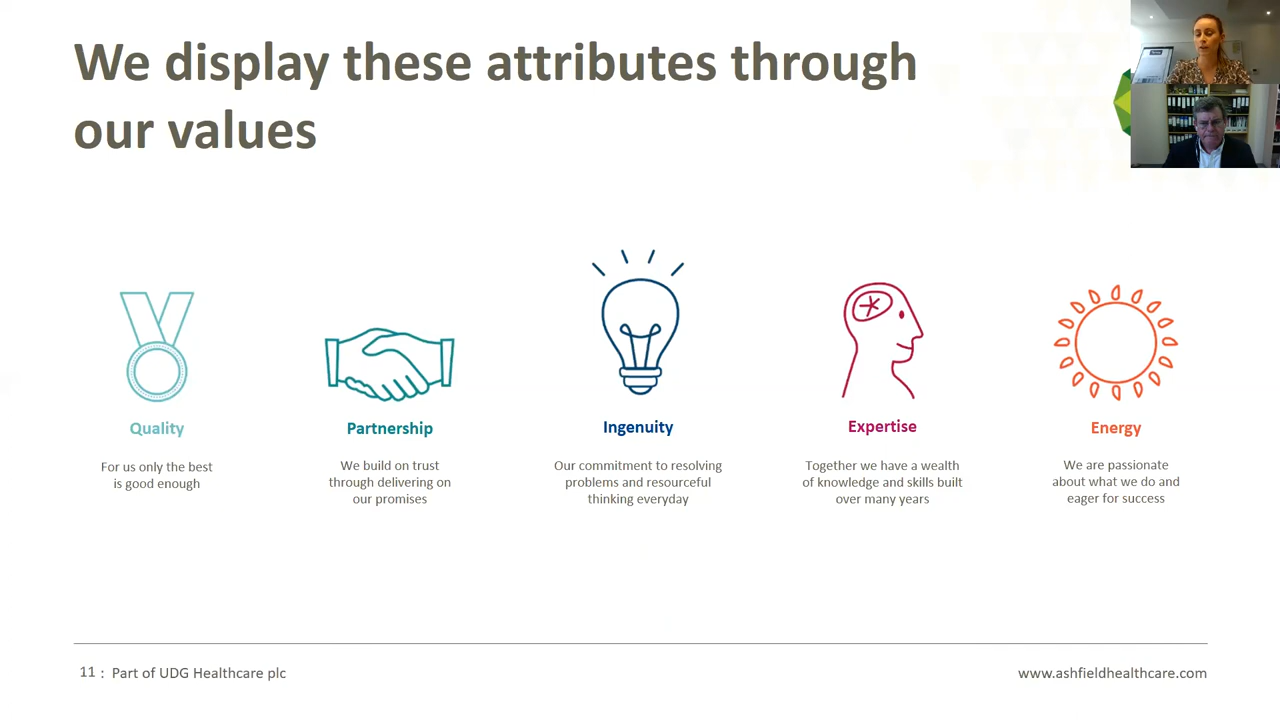 We display these attributes through
our values
Quality
For us only the best
is good enough
Partnership
We build on trust
through delivering on
our promises
Ingenuity
Our commitment to resolving
problems and resourceful
thinking everyday
Expertise
Together we have a wealth
of knowledge and skills built
over many years
Energy
We are passionate
about what we do and
eager for success
11 : Part of UDG Healthcare plc
www.ashfieldhealthcare.com